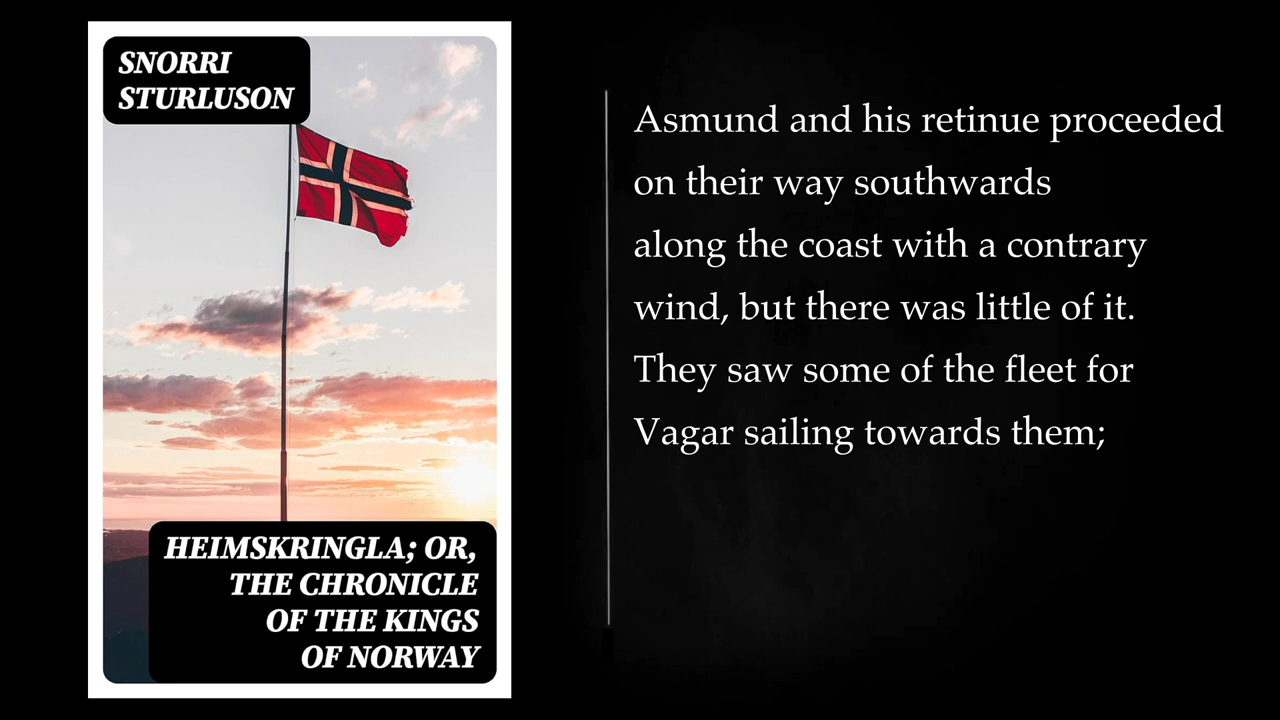 SNORRI
STURLUSON
HEIMSKRINGLA; OR,
THE CHRONICLE
OF THE KINGS
OF NORWAY
Asmund and his retinue proceeded
on their way southwards
along the coast with a contrary
wind, but there was little of it.
They saw some of the fleet for
Vagar sailing towards them;